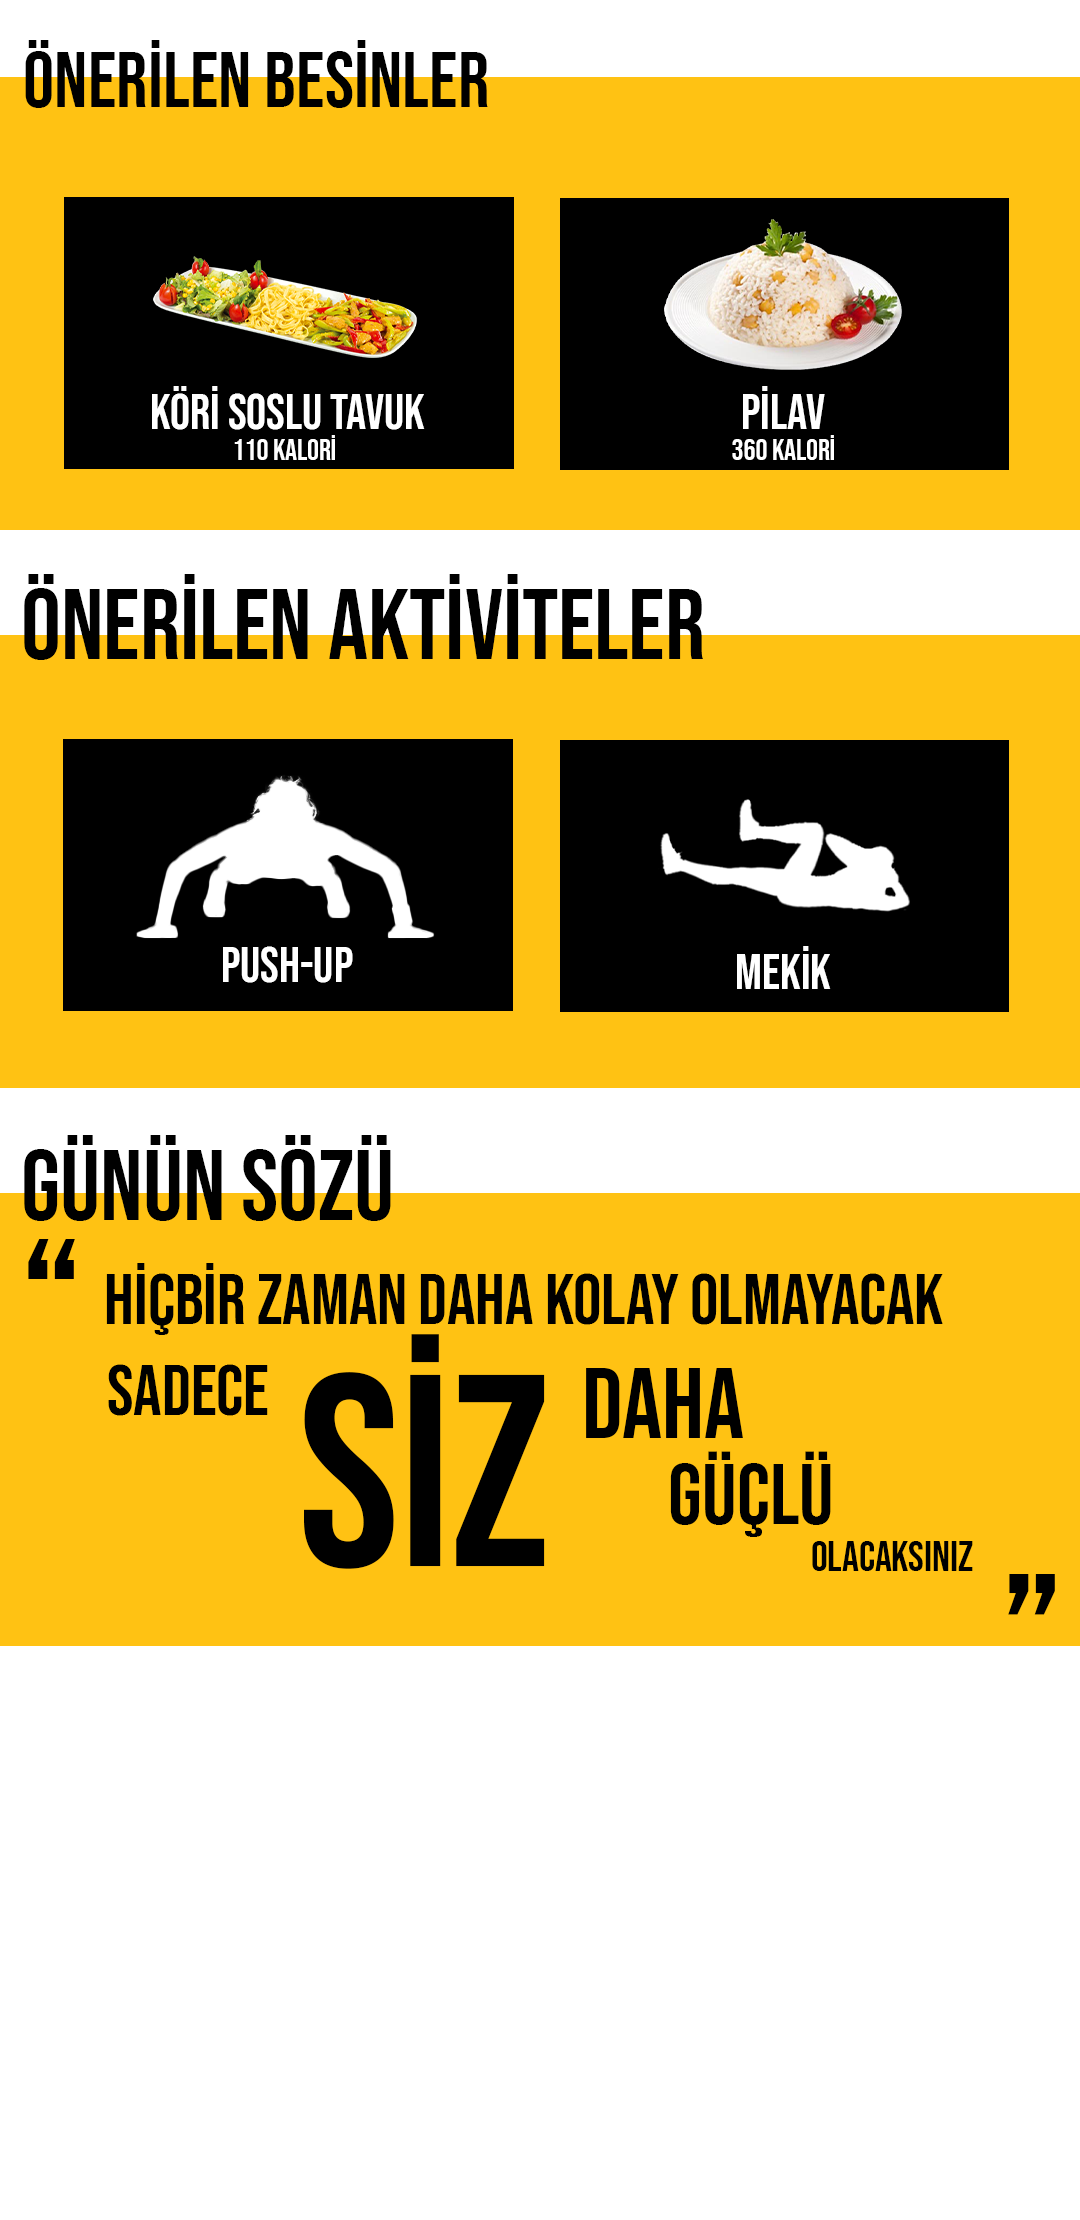 ÖNERİLEN BESİNLER
KÖRİ SOSLU TAVUK
110 KALORİ
PİLAV
360 KALORİ
ÖNERİLEN AKTİVİTELER
PUSH-UP
MEKİK
GÜNÜN SÖZÜ
“ HİÇBİR ZAMAN DAHA KOLAY OLMAYACAK
SADECE SİZ DAHA
GÜÇLÜ
OLACAKSINIZ ”